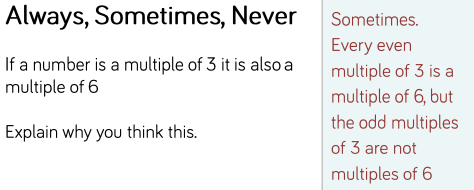 Always, Sometimes, Never
If a number is a multiple of 3 it is also a
multiple of 6
Explain why you think this.
Sometimes.
Every even
multiple of 3 is a
multiple of 6, but
the odd multiples
of 3 are not
multiples of 6